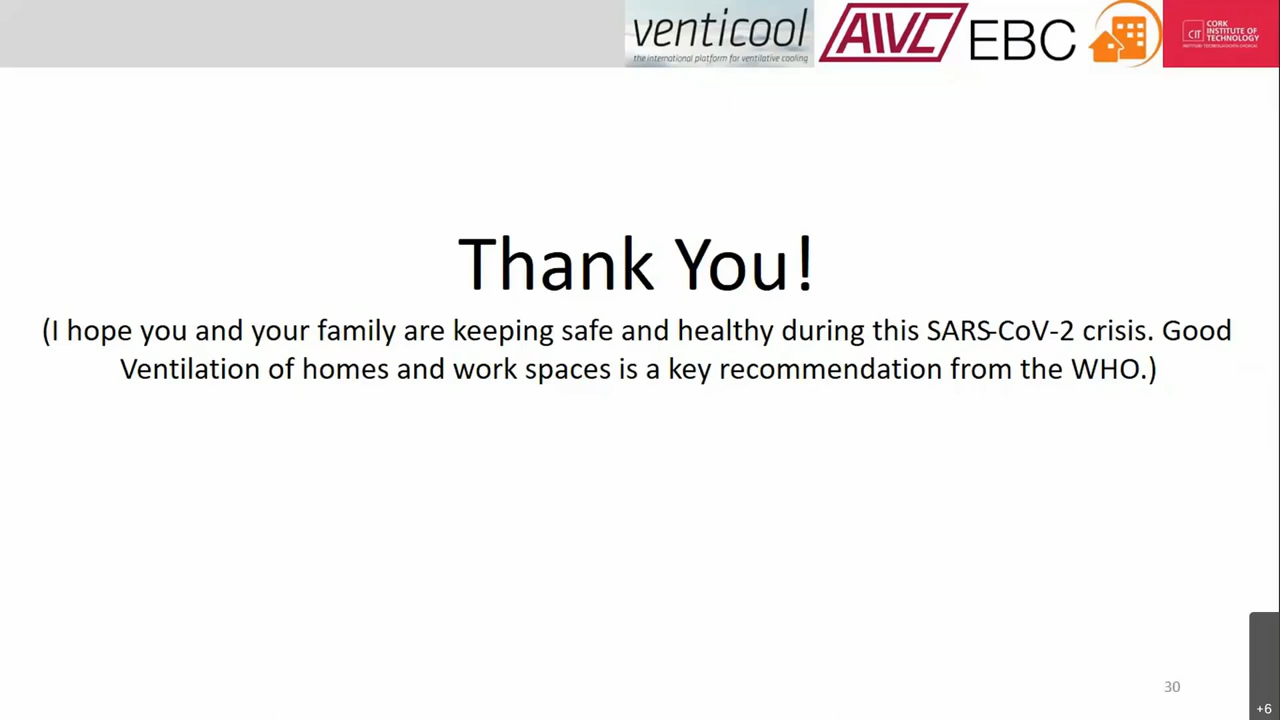 venticool
the international platform for ventilative cooling
AIVC
EBC
CIT
CORK
INSTITUTE OF
TECHNOLOGY
Thank You!
(I hope you and your family are keeping safe and healthy during this SARS-CoV-2 crisis. Good
Ventilation of homes and work spaces is a key recommendation from the WHO.)
30
+6